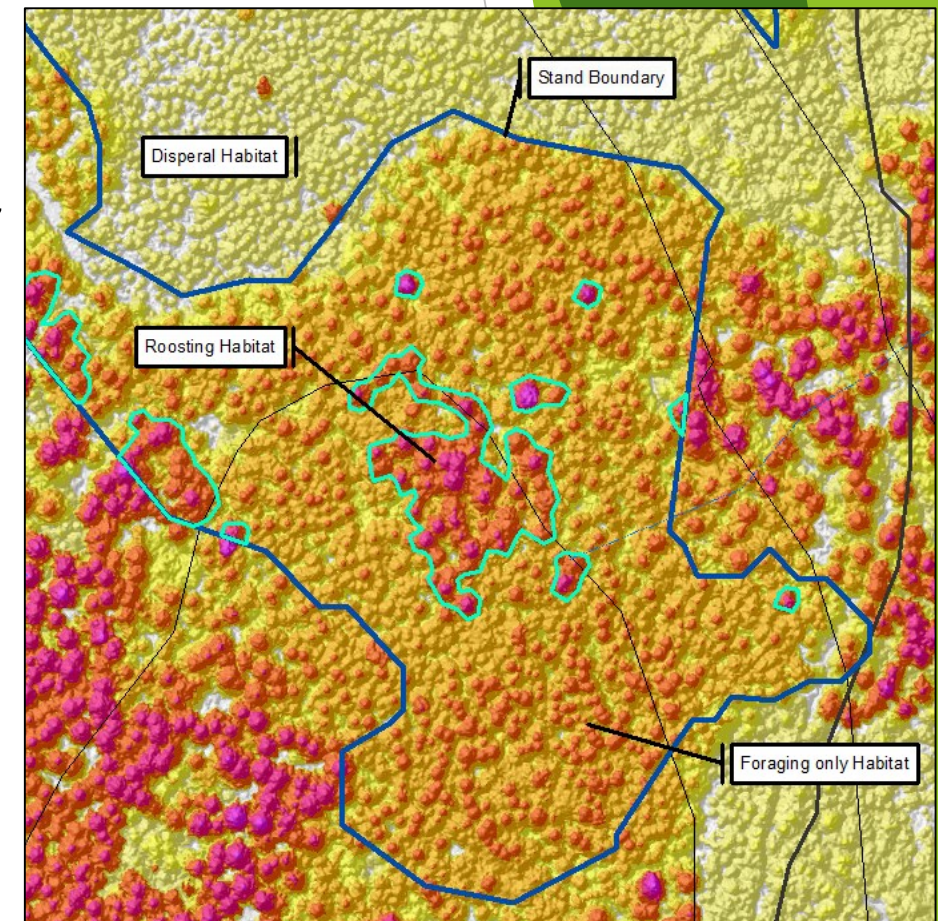 Stand Boundary
Disperal Habitat
Roosting Habitat
Foraging only Habitat